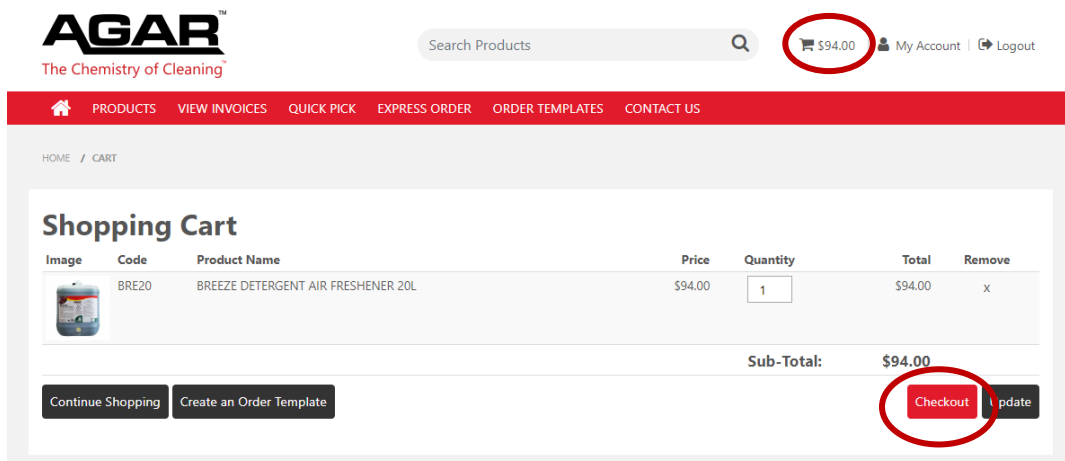 AGAR™
The Chemistry of Cleaning™
Search Products
$94.00
My Account | Logout
PRODUCTS VIEW INVOICES QUICK PICK EXPRESS ORDER ORDER TEMPLATES CONTACT US
HOME / CART
Shopping Cart
Image Code Product Name Price Quantity Total Remove
BRE20 BREEZE DETERGENT AIR FRESHENER 20L $94.00 1 $94.00 x
Sub-Total: $94.00
Continue Shopping Create an Order Template Checkout Update